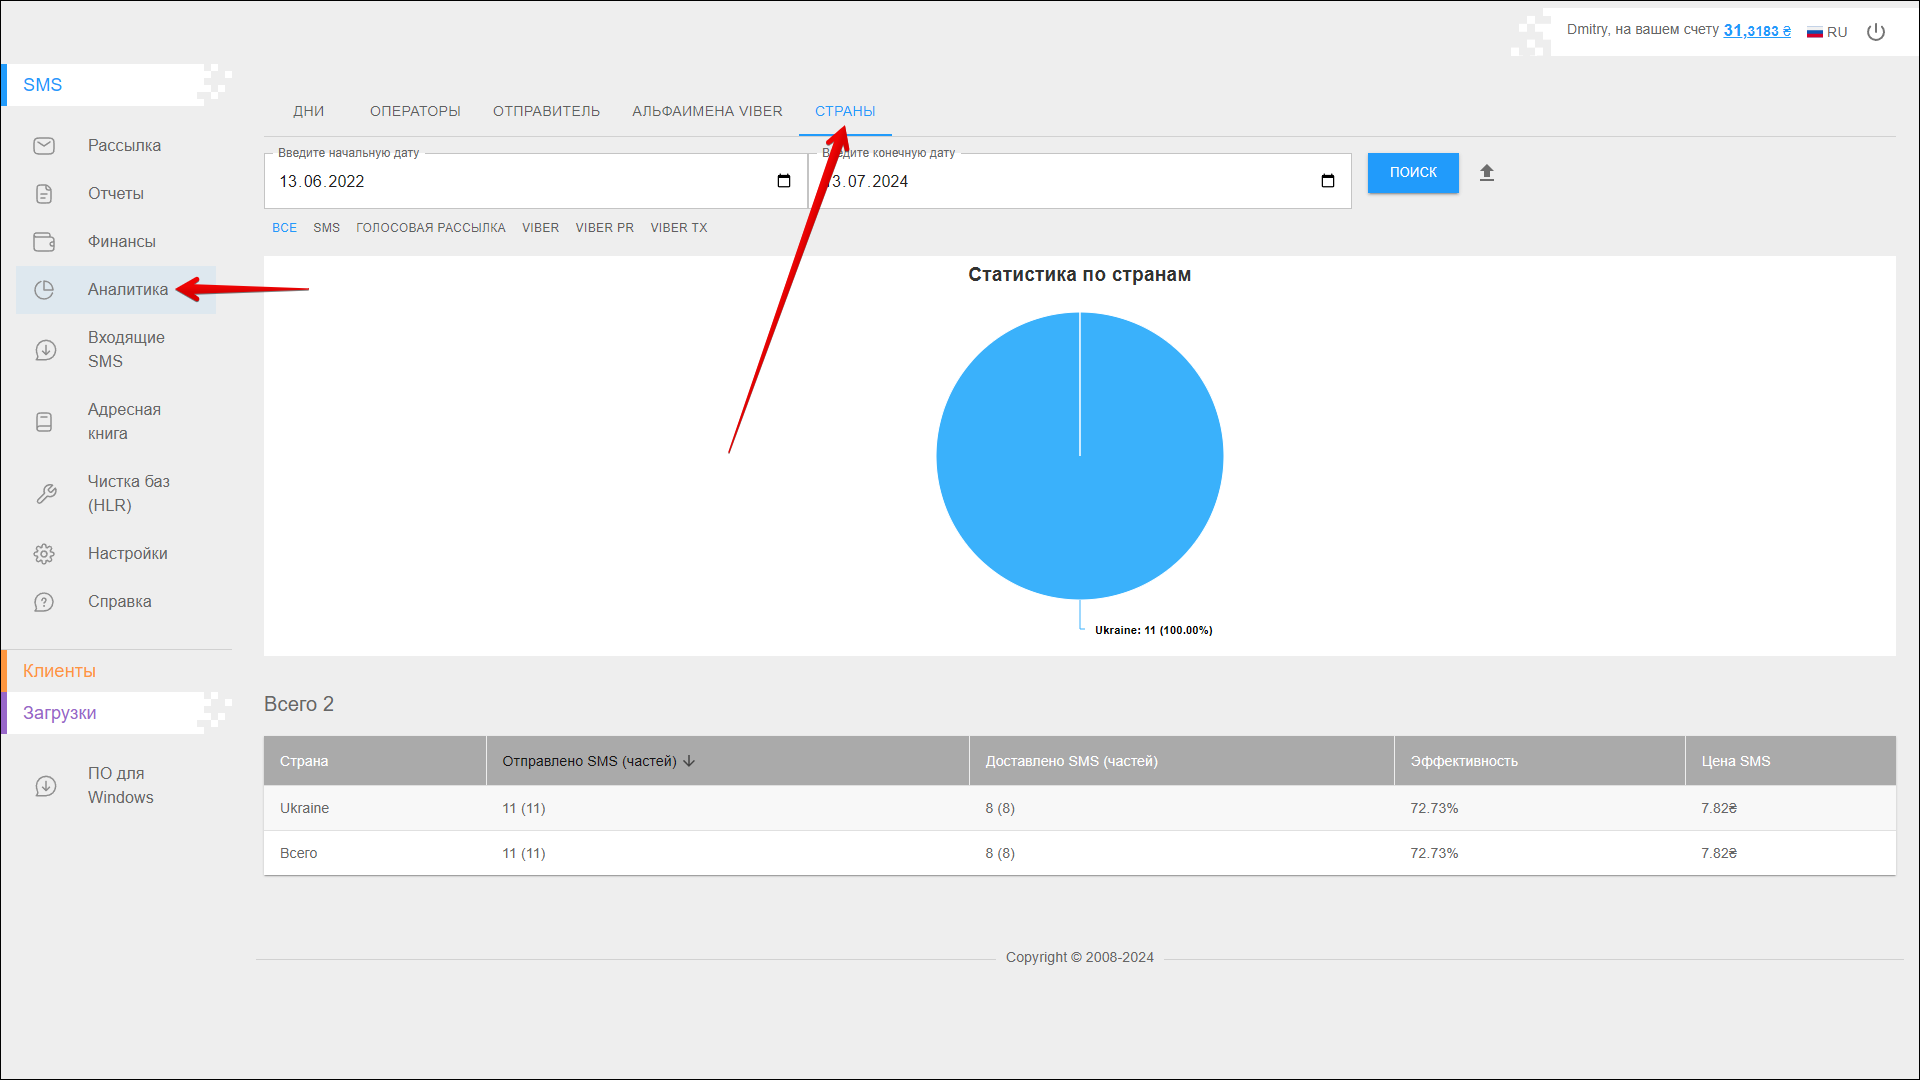 Dmitry, на вашем счету 31,3183 ₴ RU
SMS
Рассылка
Отчеты
Финансы
Аналитика
Входящие
SMS
Адресная
книга
Чистка баз
(HLR)
Настройки
Справка
Клиенты
Загрузки
ПО для
Windows
ДНИ ОПЕРАТОРЫ ОТПРАВИТЕЛЬ АЛЬФАИМЕНА VIBER СТРАНЫ
Введите начальную дату
13.06.2022
Введите конечную дату
3.07.2024
ПОИСК
ВСЕ SMS ГОЛОСОВАЯ РАССЫЛКА VIBER VIBER PR VIBER TX
Статистика по странам
Ukraine: 11 (100.00%)
Всего 2
Страна Отправлено SMS (частей) Доставлено SMS (частей) Эффективность Цена SMS
Ukraine 11 (11) 8 (8) 72.73% 7.82₴
Всего 11 (11) 8 (8) 72.73% 7.82₴
Copyright © 2008-2024